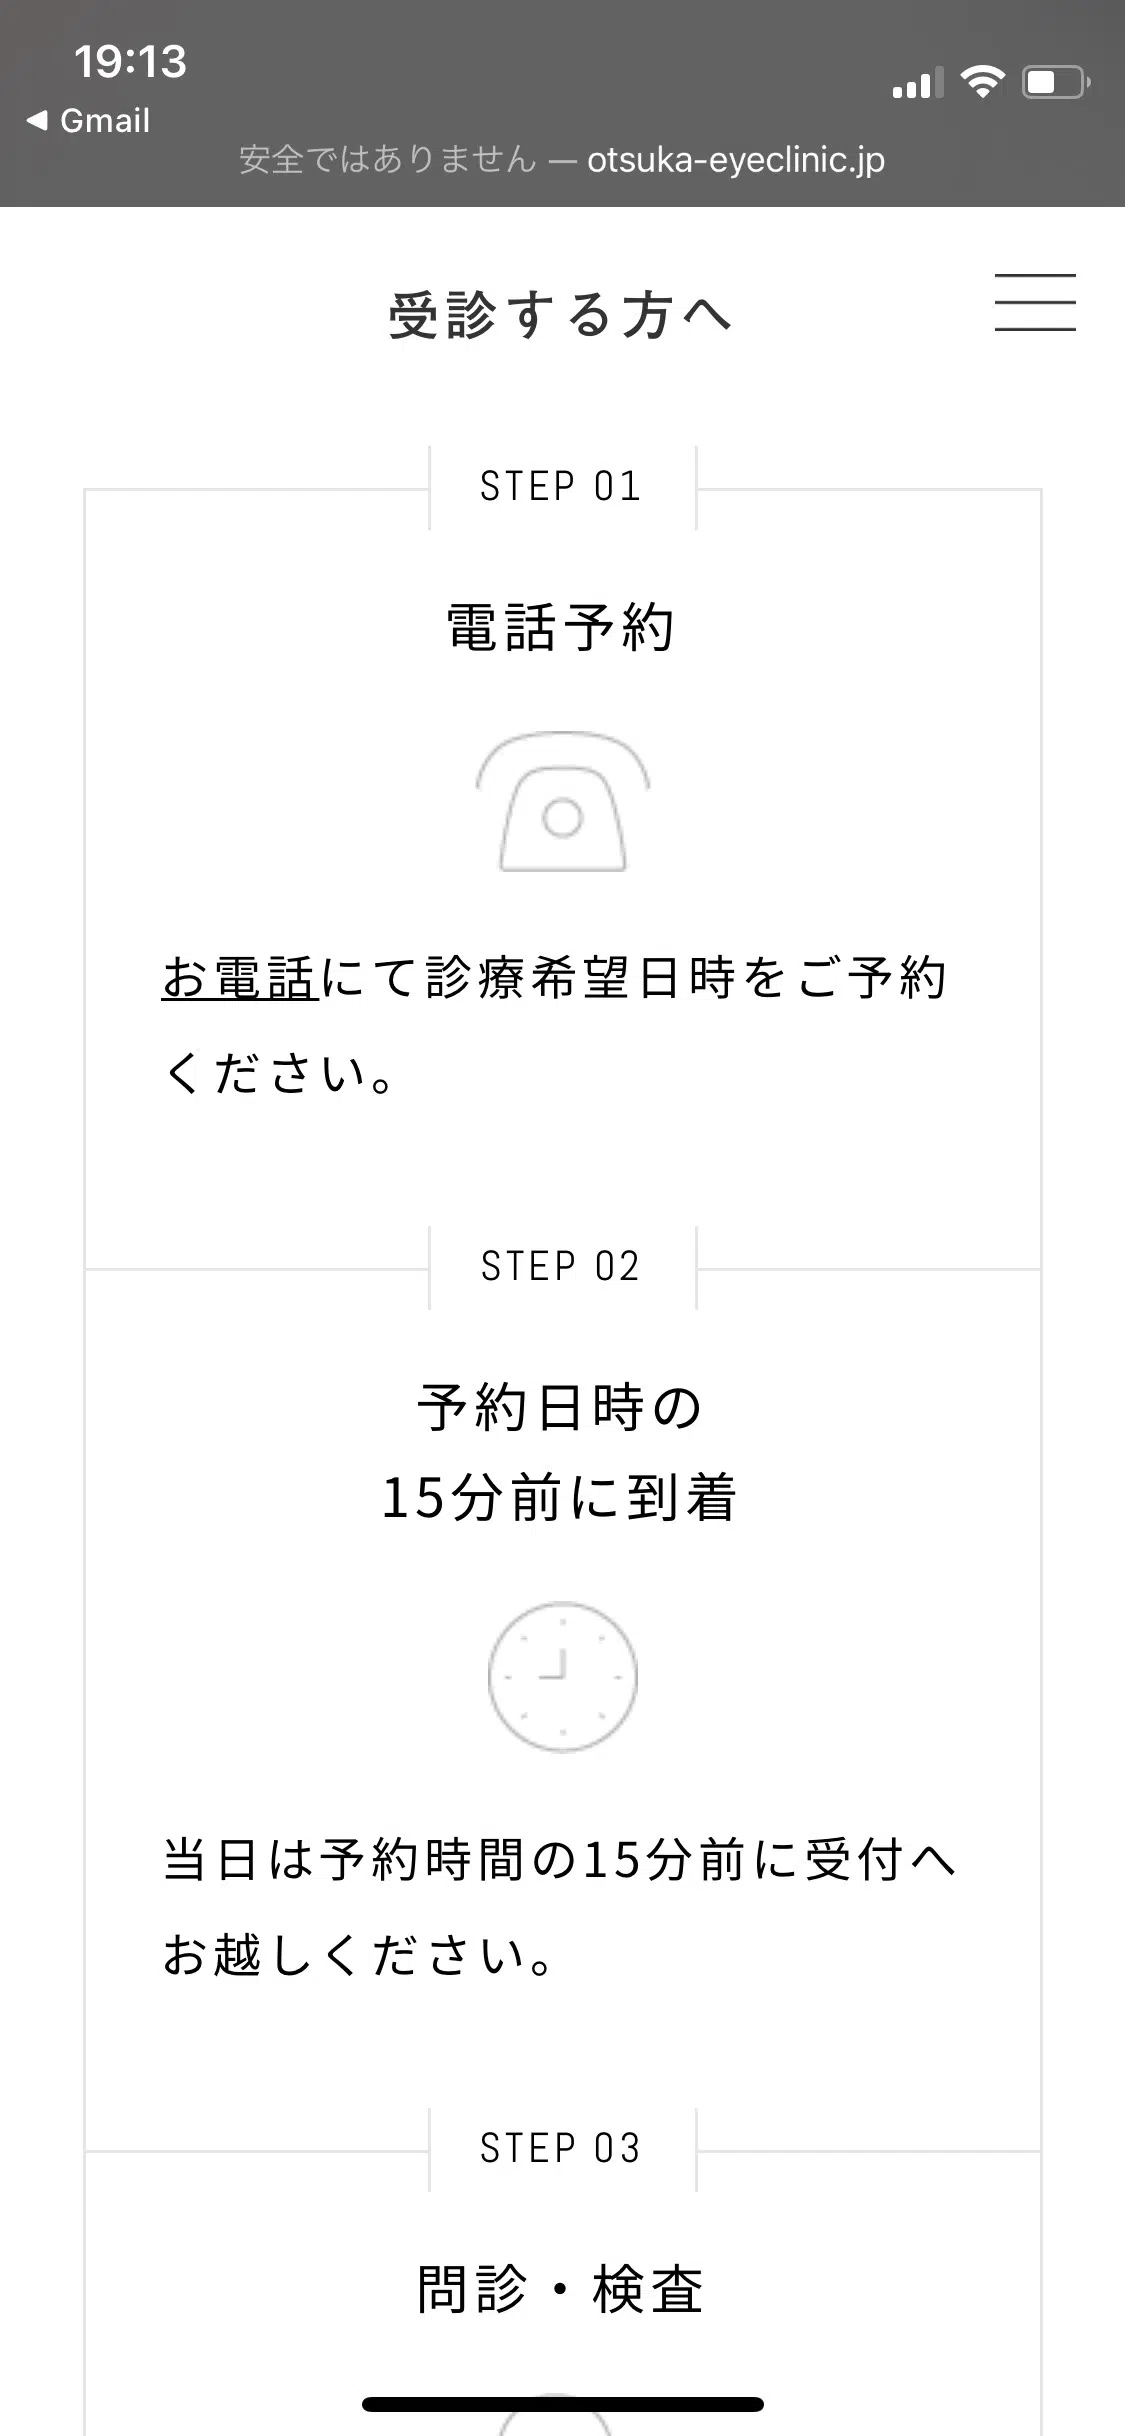 19:13
◀ Gmail
安全ではありません — otsuka-eyeclinic.jp
受診する方へ
STEP 01
電話予約
お電話にて診療希望日時をご予約
ください。
STEP 02
予約日時の
15分前に到着
当日は予約時間の15分前に受付へ
お越しください。
STEP 03
問診・検査